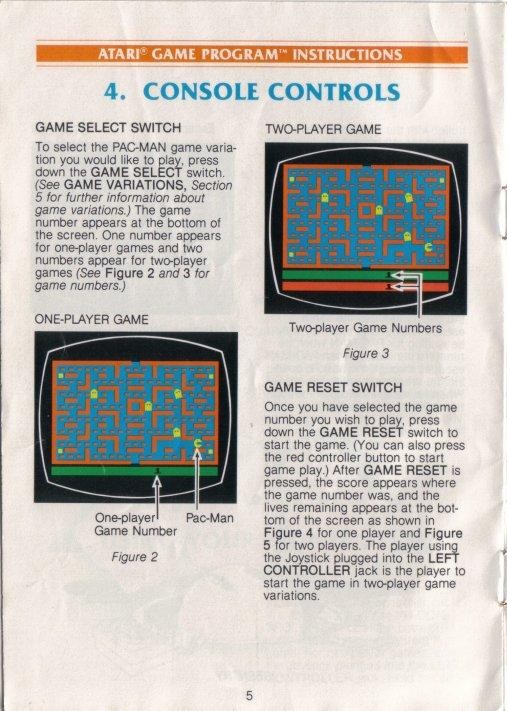 ATARI® GAME PROGRAM™ INSTRUCTIONS
4. CONSOLE CONTROLS
GAME SELECT SWITCH
To select the PAC-MAN game varia-
tion you would like to play, press
down the GAME SELECT switch.
(See GAME VARIATIONS, Section
5 for further information about
game variations.) The game
number appears at the bottom of
the screen. One number appears
for one-player games and two
numbers appear for two-player
games (See Figure 2 and 3 for
game numbers.)
ONE-PLAYER GAME
1
One-player
Game Number
Pac-Man
Figure 2
TWO-PLAYER GAME
1
1
Two-player Game Numbers
Figure 3
GAME RESET SWITCH
Once you have selected the game
number you wish to play, press
down the GAME RESET switch to
start the game. (You can also press
the red controller button to start
game play.) After GAME RESET is
pressed, the score appears where
the game number was, and the
lives remaining appears at the bot-
tom of the screen as shown in
Figure 4 for one player and Figure
5 for two players. The player using
the Joystick plugged into the LEFT
CONTROLLER jack is the player to
start the game in two-player game
variations.
5